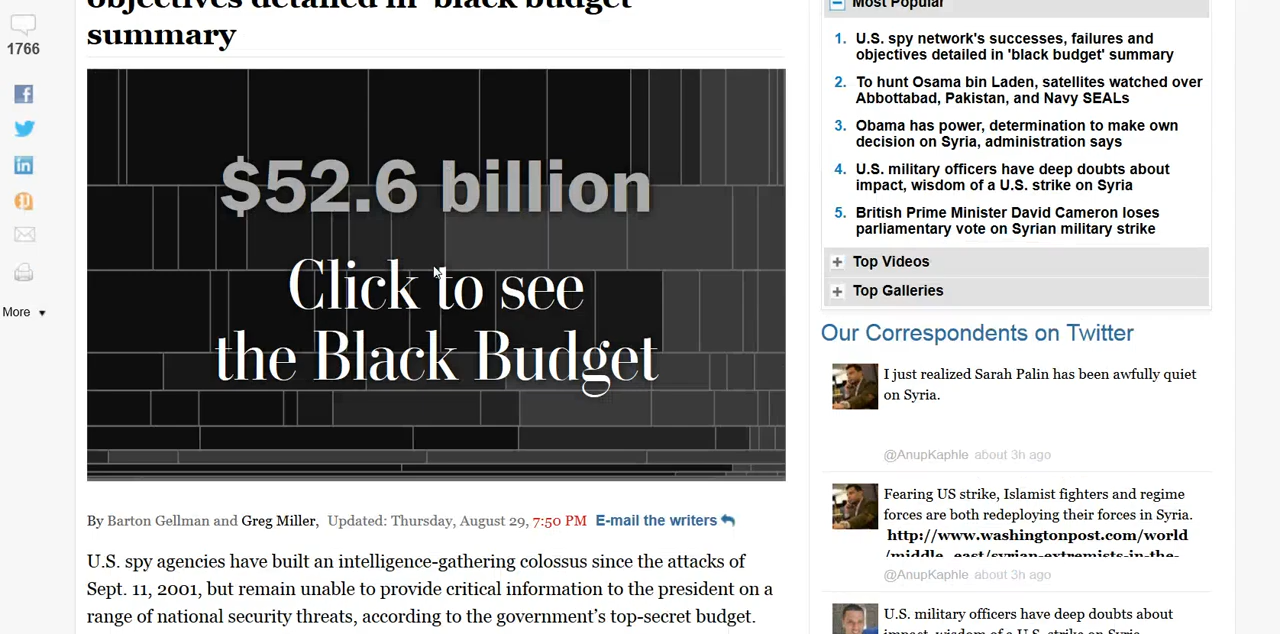 objectives detailed in 'black budget'
summary
1766
More
$52.6 billion
Click to see
the Black Budget
By Barton Gellman and Greg Miller, Updated: Thursday, August 29, 7:50 PM E-mail the writers
U.S. spy agencies have built an intelligence-gathering colossus since the attacks of
Sept. 11, 2001, but remain unable to provide critical information to the president on a
range of national security threats, according to the government’s top-secret budget.
Most Popular
1. U.S. spy network's successes, failures and
objectives detailed in 'black budget' summary
2. To hunt Osama bin Laden, satellites watched over
Abbottabad, Pakistan, and Navy SEALs
3. Obama has power, determination to make own
decision on Syria, administration says
4. U.S. military officers have deep doubts about
impact, wisdom of a U.S. strike on Syria
5. British Prime Minister David Cameron loses
parliamentary vote on Syrian military strike
Top Videos
Top Galleries
Our Correspondents on Twitter
I just realized Sarah Palin has been awfully quiet
on Syria.
@AnupKaphle about 3h ago
Fearing US strike, Islamist fighters and regime
forces are both redeploying their forces in Syria.
http://www.washingtonpost.com/world
/middle_east/syrian-extremists-in-the-
@AnupKaphle about 3h ago
U.S. military officers have deep doubts about
impact, wisdom of a U.S. strike on Syria